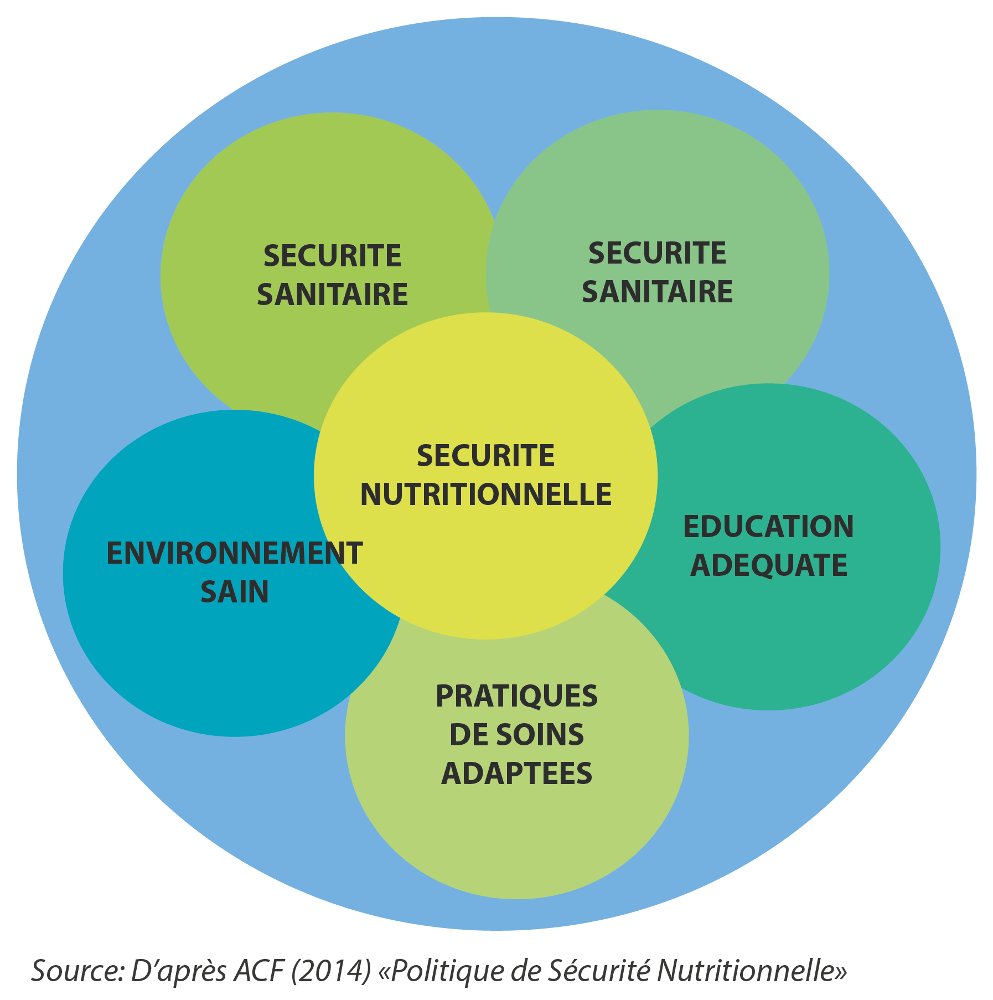 SECURITE
SANITAIRE
SECURITE
SANITAIRE
SECURITE
NUTRITIONNELLE
EDUCATION
ADEQUATE
ENVIRONNEMENT
SAIN
PRATIQUES
DE SOINS
ADAPTEES
Source: D’après ACF (2014) «Politique de Sécurité Nutritionnelle»